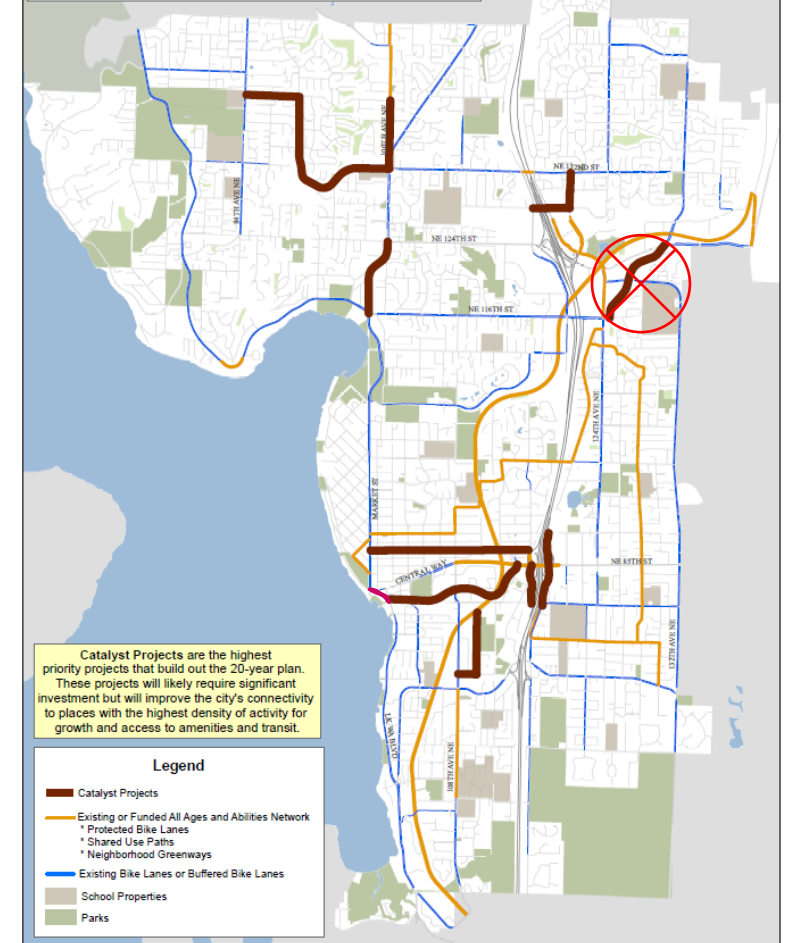 100TH AVE NE
NE 132ND ST
84TH AVE NE
NE 124TH ST
NE 116TH ST
124TH AVE NE
MARKET ST
NE 85TH ST
CENTRAL WAY
132ND AVE NE
LK WA BLVD
108TH AVE NE
Catalyst Projects are the highest
priority projects that build out the 20-year plan.
These projects will likely require significant
investment but will improve the city's connectivity
to places with the highest density of activity for
growth and access to amenities and transit.
Legend
Catalyst Projects
Existing or Funded All Ages and Abilities Network
* Protected Bike Lanes
* Shared Use Paths
* Neighborhood Greenways
Existing Bike Lanes or Buffered Bike Lanes
School Properties
Parks